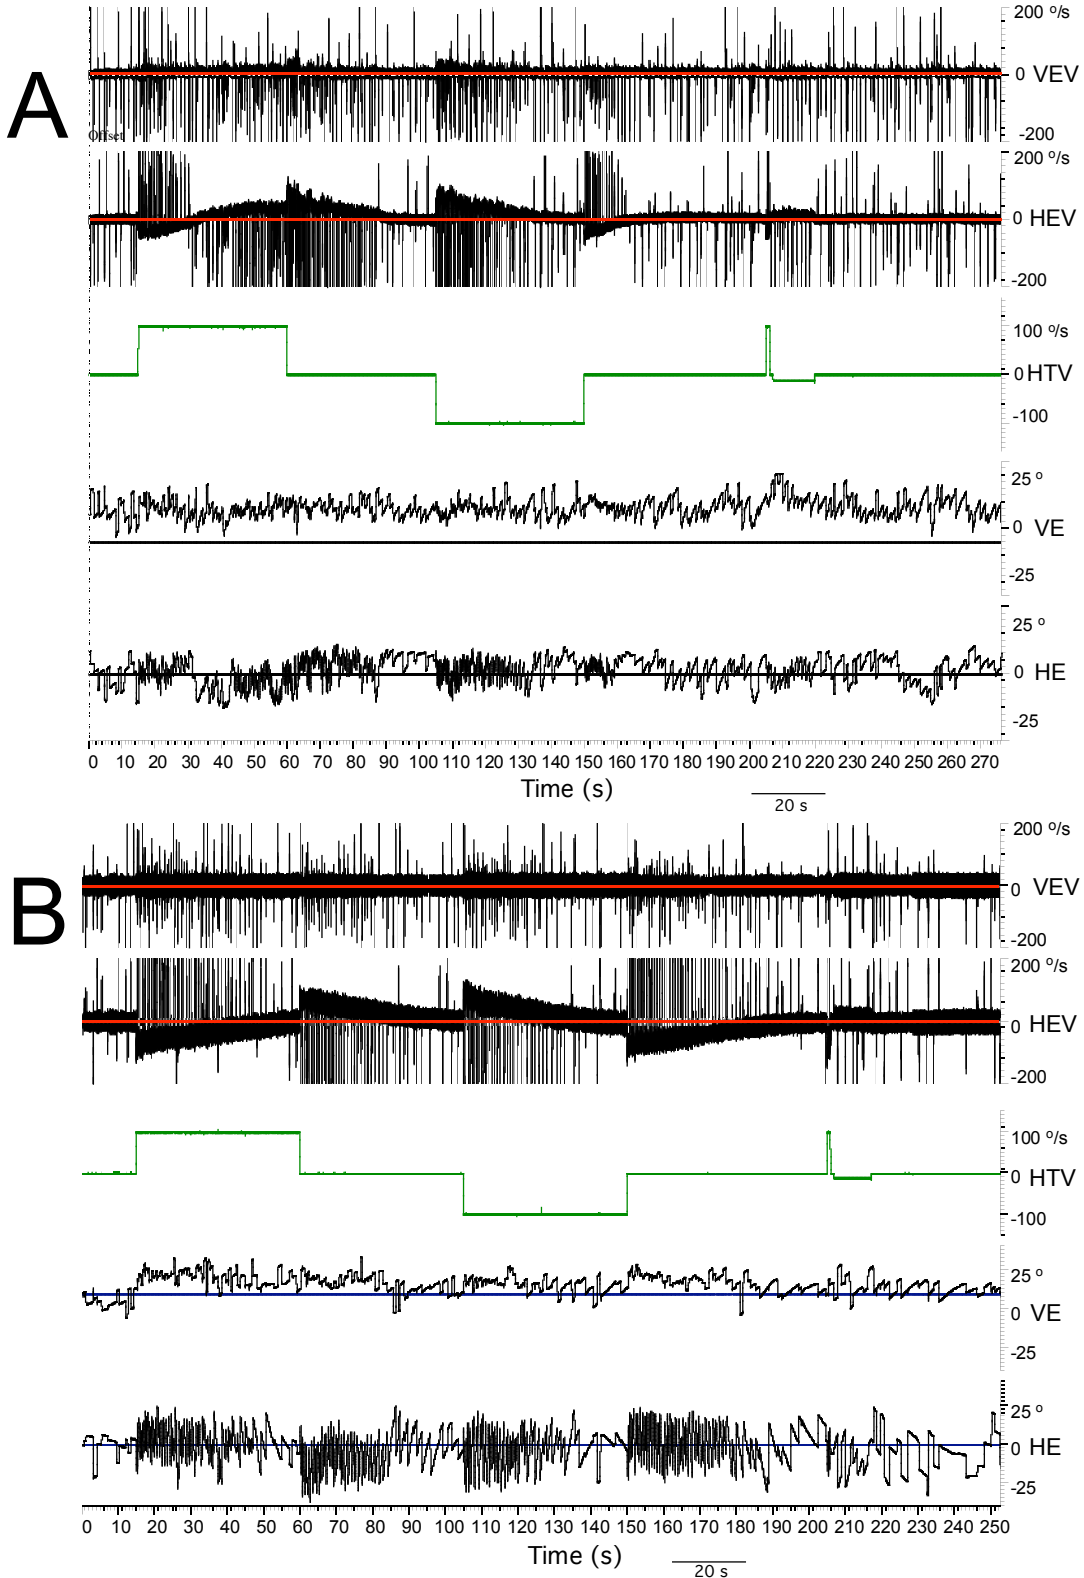 A
200 º/s
0 VEV
-200
Offset
200 º/s
0 HEV
-200
100 º/s
0 HTV
-100
25 º
0 VE
-25
25 º
0 HE
-25
0 10 20 30 40 50 60 70 80 90 100 110 120 130 140 150 160 170 180 190 200 210 220 230 240 250 260 270
Time (s)
20 s
B
200 º/s
0 VEV
-200
200 º/s
0 HEV
-200
100 º/s
0 HTV
-100
25 º
0 VE
-25
25 º
0 HE
-25
0 10 20 30 40 50 60 70 80 90 100 110 120 130 140 150 160 170 180 190 200 210 220 230 240 250
Time (s)
20 s